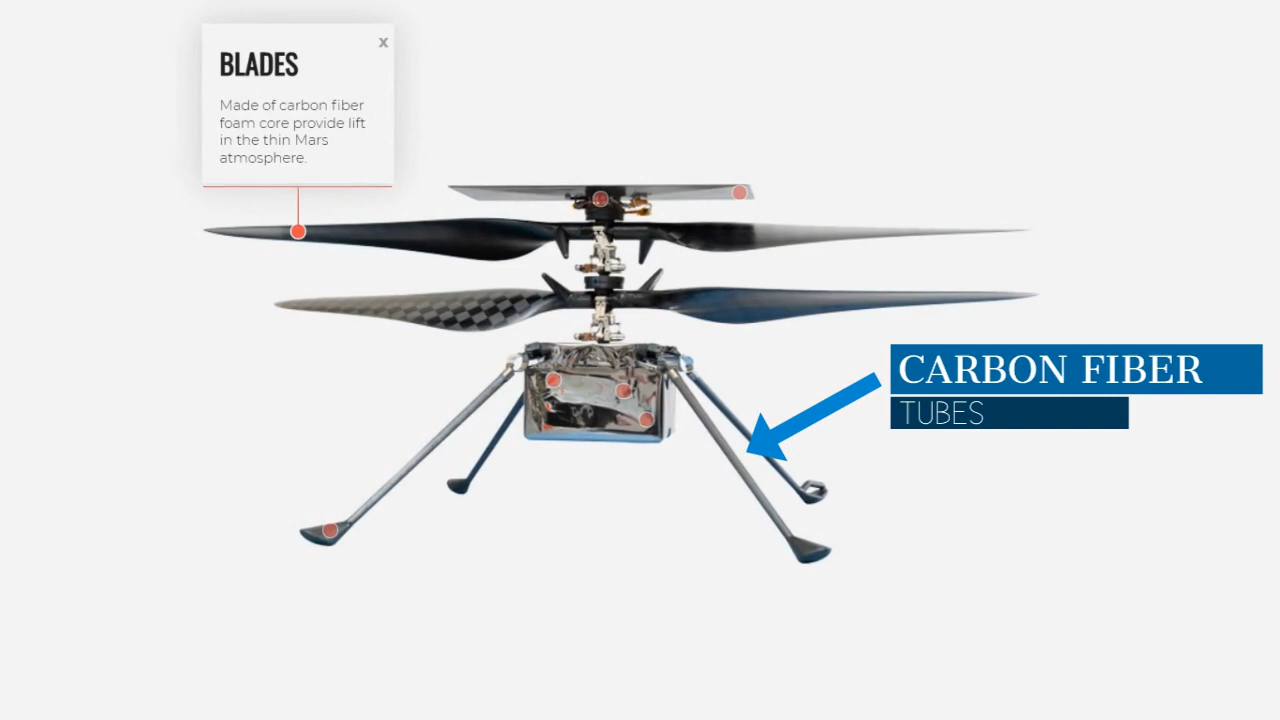 x
BLADES
Made of carbon fiber
foam core provide lift
in the thin Mars
atmosphere.
CARBON FIBER
TUBES